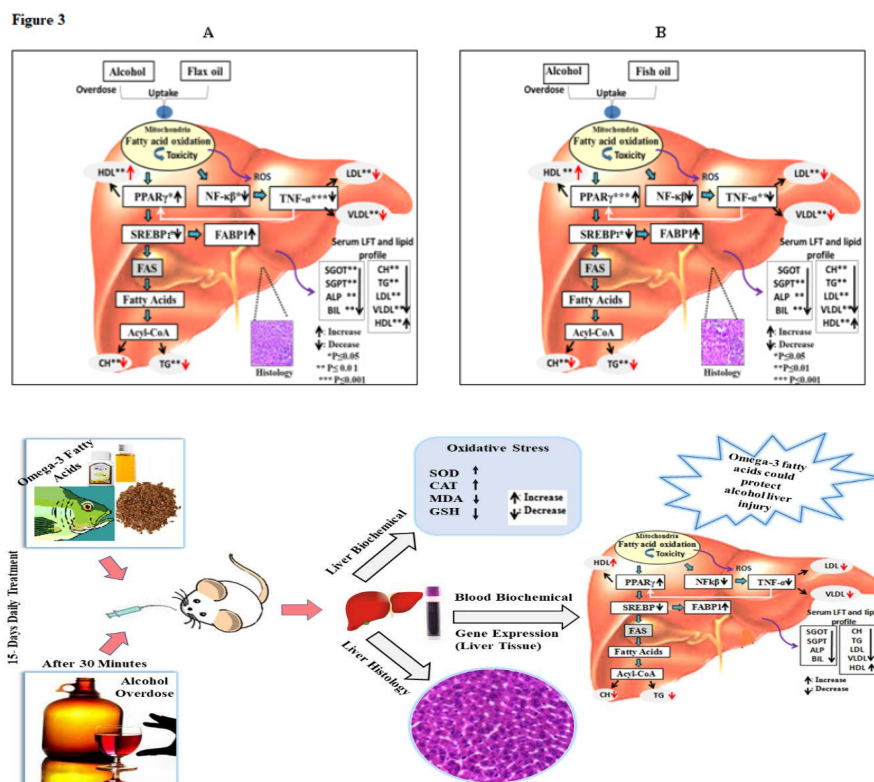 Figure 3
A
Alcohol
Flax oil
Overdose
Uptake
Mitochondria
Fatty acid oxidation
Toxicity
ROS
HDL**↑
LDL**↓
PPARγ*↑
NF-κβ*↓
TNF-α***↓
VLDL**↓
SREBP1*↓
FABP1↑
Serum LFT and lipid
profile
FAS
SGOT**
SGPT**
ALP **
BIL **
CH**
TG**
LDL**
VLDL**
HDL**↑
Fatty Acids
Acyl-CoA
CH**↓
TG**↓
Histology
↑: Increase
↓: Decease
*P≤0.05
** P≤ 0.0 1
*** P≤0.001
B
Alcohol
Fish oil
Overdose
Uptake
Mitochondria
Fatty acid oxidation
Toxicity
ROS
HDL**↑
LDL**↓
PPARγ***↑
NF-κβ↓
TNF-α**↓
VLDL**↓
SREBP1*↓
FABP1↑
Serum LFT and lipid
profile
FAS
SGOT
SGPT**
ALP **
BIL **
CH**
TG**
LDL**
VLDL**
HDL**↑
Fatty Acids
Acyl-CoA
CH**↓
TG**↓
Histology
↑: Increase
↓: Decrease
*P≤0.05
**P≤0.01
*** P≤0.001
Omega-3 Fatty
Acids
15- Days Daily Treatment
After 30 Minutes
Alcohol
Overdose
Liver Biochemical
Blood Biochemical
Gene Expression
(Liver Tissue)
Liver Histology
Oxidative Stress
SOD ↑
CAT ↑
MDA ↓
GSH ↓
↑ Increase
↓: Decrease
Omega-3 fatty
acids could
protect
alcohol liver
injury
Mitochondria
Fatty acid oxidation
Toxicity
ROS
HDL↑
LDL↓
PPARγ↑
NFkβ↓
TNF-α↓
VLDL↓
SREBP↓
FABP1↑
Serum LFT and lipid
profile
FAS
SGOT
SGPT
ALP
BIL
CH
TG
LDL
VLDL
HDL↑
Fatty Acids
Acyl-CoA
CH↓
TG↓
↑: Increase
↓: Decrease